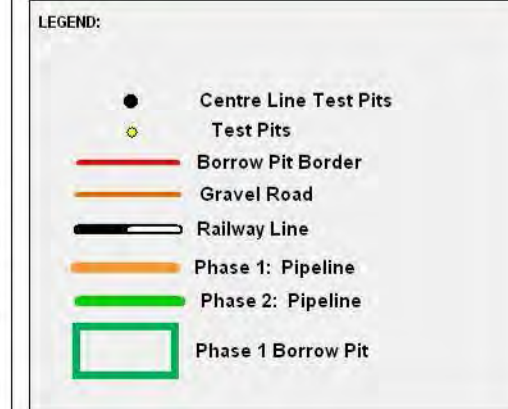 LEGEND:
Centre Line Test Pits
Test Pits
Borrow Pit Border
Gravel Road
Railway Line
Phase 1: Pipeline
Phase 2: Pipeline
Phase 1 Borrow Pit